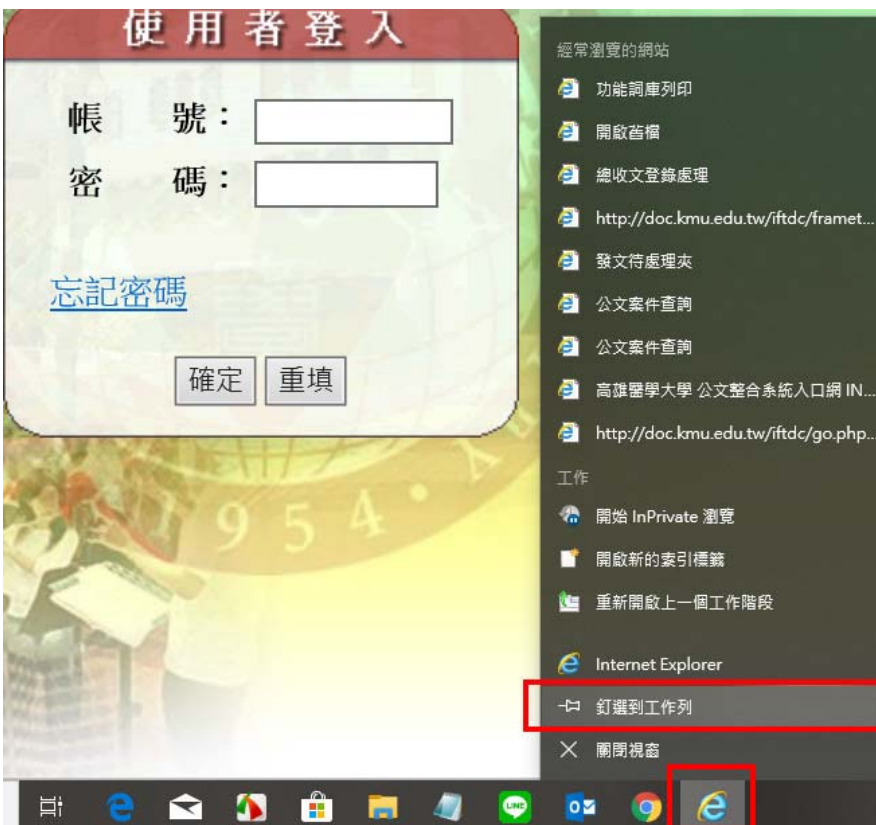 使用者登入
帳 號：
密 碼：
忘記密碼
確定 重填
1954
經常瀏覽的網站
功能詞庫列印
開啟舊檔
總收文登錄處理
http://doc.kmu.edu.tw/iftdc/framet...
發文待處理夾
公文案件查詢
公文案件查詢
高雄醫學大學 公文整合系統入口網 IN...
http://doc.kmu.edu.tw/iftdc/go.php...
工作
開始 InPrivate 瀏覽
開啟新的索引標籤
重新開啟上一個工作階段
Internet Explorer
釘選到工作列
關閉視窗
LINE